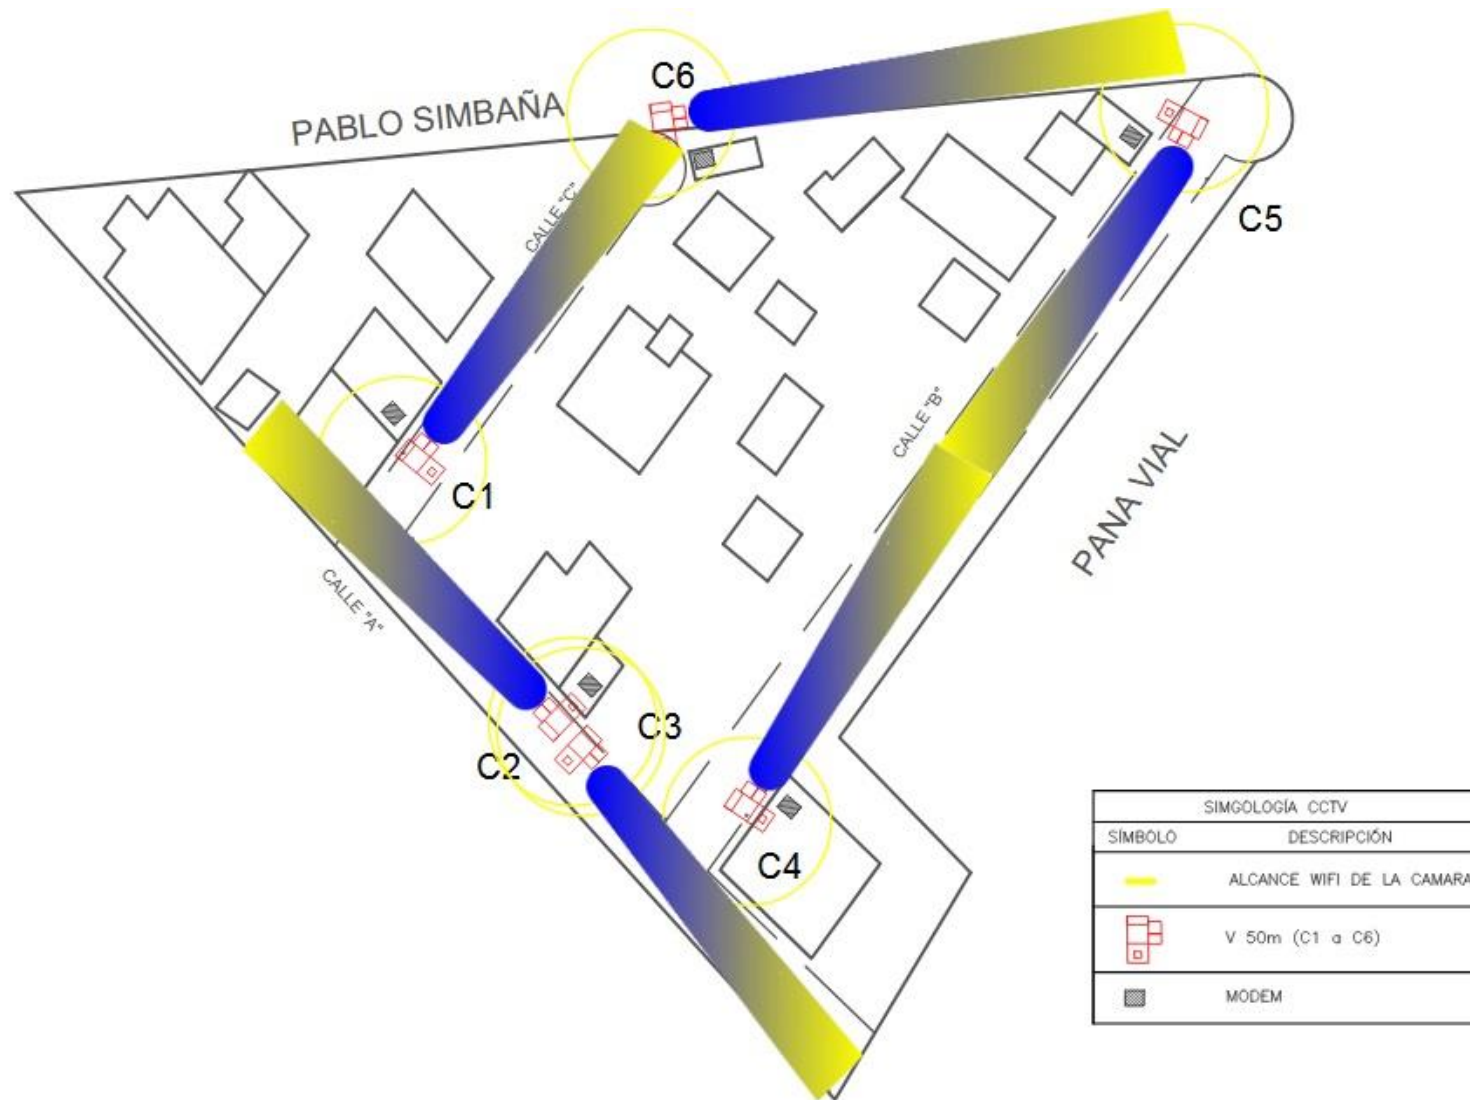 C6
PABLO SIMBAÑA
CALLE "C"
C5
CALLE "B"
C1
PANA VIAL
CALLE "A"
C3
C2
C4
SIMGOLOGÍA CCTV
SÍMBOLO DESCRIPCIÓN
ALCANCE WIFI DE LA CAMARA
V 50m (C1 a C6)
MODEM